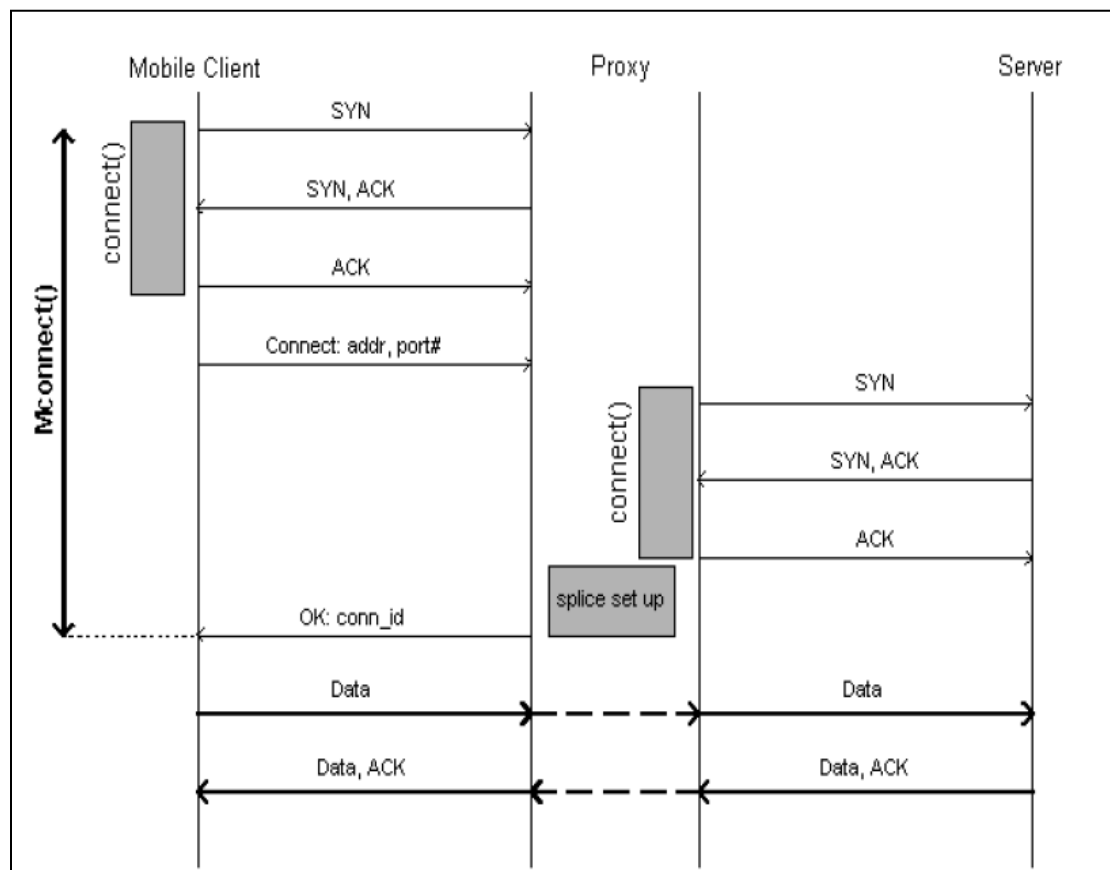 Mobile Client
Proxy
Server
SYN
connect()
SYN, ACK
ACK
Mconnect()
Connect: addr, port#
SYN
connect()
SYN, ACK
ACK
splice set up
OK: conn_id
Data
Data
Data, ACK
Data, ACK